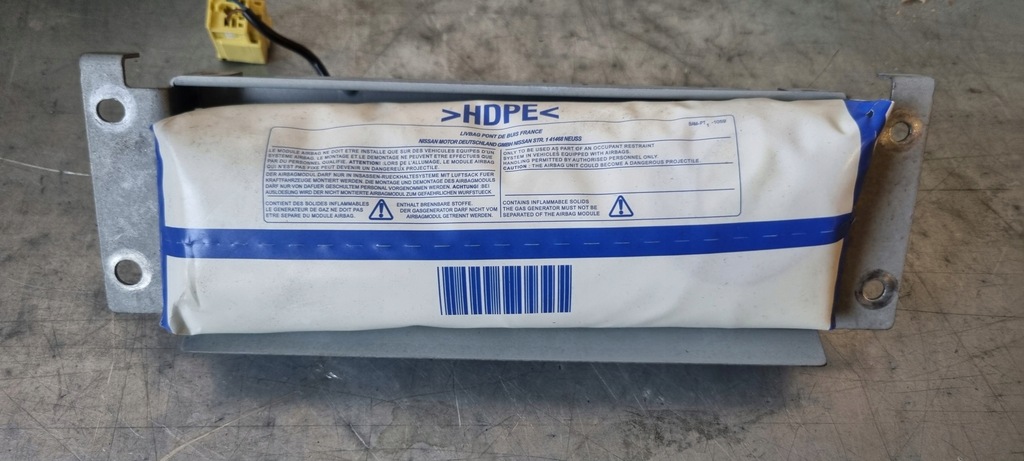 >HDPE<
LIVBAG PONT DE BUIS FRANCE
NISSAN MOTOR DEUTSCHLAND GMBH NISSAN STR. 1 41468 NEUSS
LE MODULE AIRBAG NE DOIT ETRE INSTALLE QUE SUR DES VEHICULES EQUIPES D'UN
SYSTEME AIRBAG. LE MONTAGE ET LE DEMONTAGE NE PEUVENT ETRE EFFECTUES QUE
PAR DU PERSONNEL QUALIFIE. ATTENTION! LORS DE L'ALLUMAGE, LE MODULE AIRBAG
QUI N'EST PAS FIXE PEUT DEVENIR UN DANGEREUX PROJECTILE.
ONLY TO BE USED AS PART OF AN OCCUPANT RESTRAINT
SYSTEM IN VEHICLES EQUIPPED WITH AIRBAG.
HANDLING PERMITTED BY AUTHORISED PERSONNEL ONLY.
CAUTION : THE AIRBAG UNIT COULD BECOME A DANGEROUS PROJECTILE.
DER AIRBAGMODUL DARF NUR IN INSASSEN-RUECKHALTESYSTEME MIT LUFTSACK FUER
KRAFTFAHRZEUGE MONTIERT WERDEN, DIE MONTAGE UND DEMONTAGE DES AIRBAGMODULS
DARF NUR VON DAFUER GESCHULTEM PERSONAL VORGENOMMEN WERDEN. ACHTUNG! BEI
AUSLOESUNG WIRD DER NICHT MONTIERTE AIRBAGMODUL ZUM GEFAEHRLICHEN WURFSTUECK.
CONTIENT DES SOLIDES INFLAMMABLES
LE GENERATEUR DE GAZ NE DOIT PAS
ETRE SEPARE DU MODULE AIRBAG.
ENTHALT BRENNBARE STOFFE.
DER GASGENERATOR DARF NICHT VOM
AIRBAGMODUL GETRENNT WERDEN.
CONTAINS INFLAMMABLE SOLIDS
THE GAS GENERATOR MUST NOT BE
SEPARATED OF THE AIRBAG MODULE